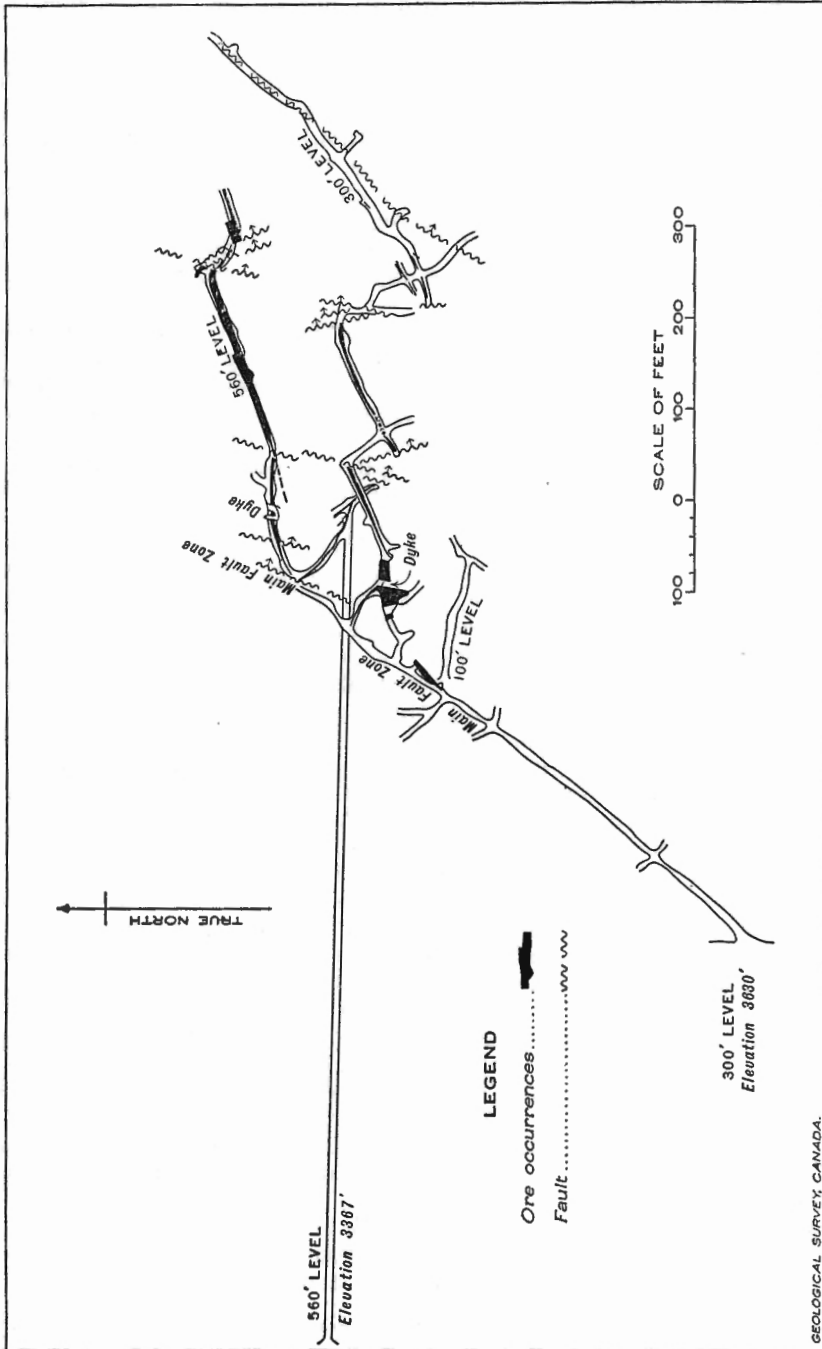 300' LEVEL
560' LEVEL
Dyke
Main Fault Zone
Dyke
100' LEVEL
Main Fault Zone
TRUE NORTH
SCALE OF FEET
100 0 100 200 300
LEGEND
Ore occurrences
Fault
560' LEVEL
Elevation 3367'
300' LEVEL
Elevation 3630'
GEOLOGICAL SURVEY, CANADA.